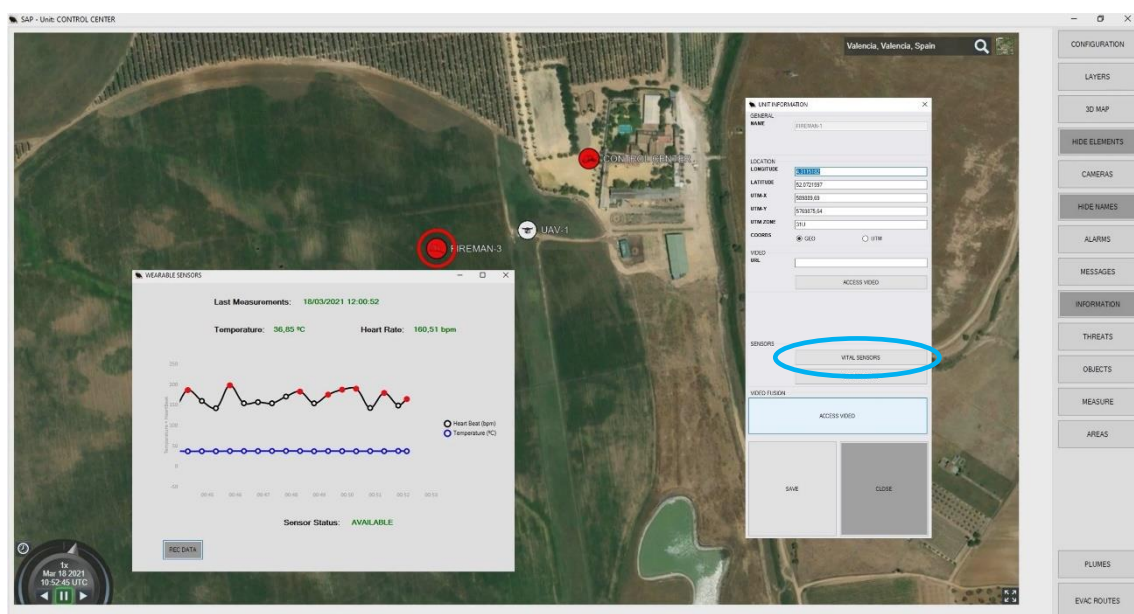 SAP - Unit: CONTROL CENTER
Valencia, Valencia, Spain
CONFIGURATION
LAYERS
3D MAP
HIDE ELEMENTS
CAMERAS
HIDE NAMES
ALARMS
MESSAGES
INFORMATION
THREATS
OBJECTS
MEASURE
AREAS
PLUMES
EVAC ROUTES
CONTROL CENTER
UAV-1
FIREMAN-3
UNIT INFORMATION
GENERAL
NAME FIREMAN-1
LOCATION
LONGITUDE
LATITUDE 52,0721597
UTM-X
UTM-Y
UTM ZONE 31U
COORDS GEO UTM
VIDEO
URL
ACCESS VIDEO
SENSORS
VITAL SENSORS
VIDEO FUSION
ACCESS VIDEO
SAVE CLOSE
WEARABLE SENSORS
Last Measurements: 18/03/2021 12:00:52
Temperature: 36,85 ºC Heart Rate: 160,51 bpm
Heart Beat (bpm)
Temperature (ºC)
Sensor Status: AVAILABLE
REC DATA
1x
Mar 18 2021
10:52:45 UTC